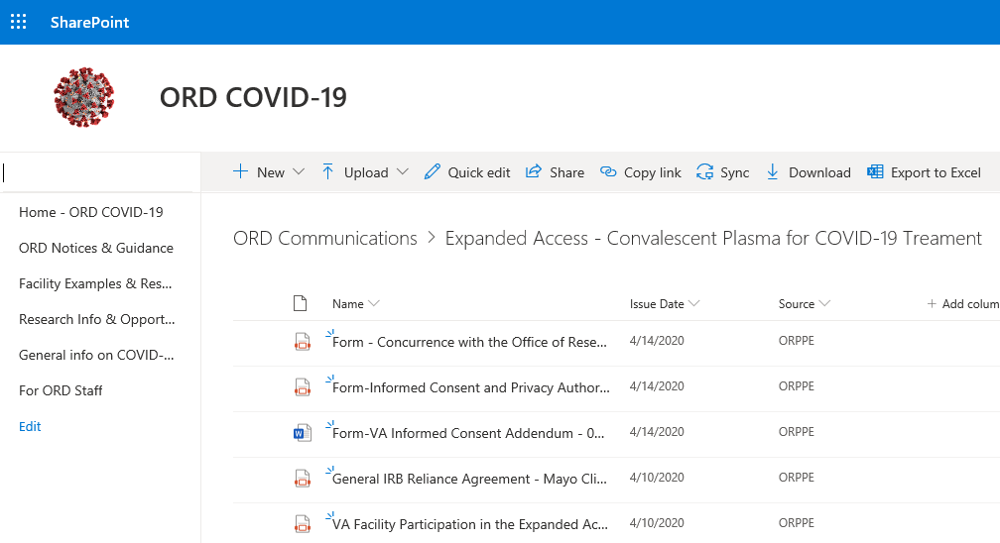 SharePoint
ORD COVID-19
New Upload Quick edit Share Copy link Sync Download Export to Excel
Home - ORD COVID-19
ORD Notices & Guidance
Facility Examples & Res...
Research Info & Opport...
General info on COVID-...
For ORD Staff
Edit
ORD Communications > Expanded Access - Convalescent Plasma for COVID-19 Treament
Name Issue Date Source + Add colum
Form - Concurrence with the Office of Rese... 4/14/2020 ORPPE
Form-Informed Consent and Privacy Author... 4/14/2020 ORPPE
Form-VA Informed Consent Addendum - 0... 4/14/2020 ORPPE
General IRB Reliance Agreement - Mayo Cli... 4/10/2020 ORPPE
VA Facility Participation in the Expanded Ac... 4/10/2020 ORPPE